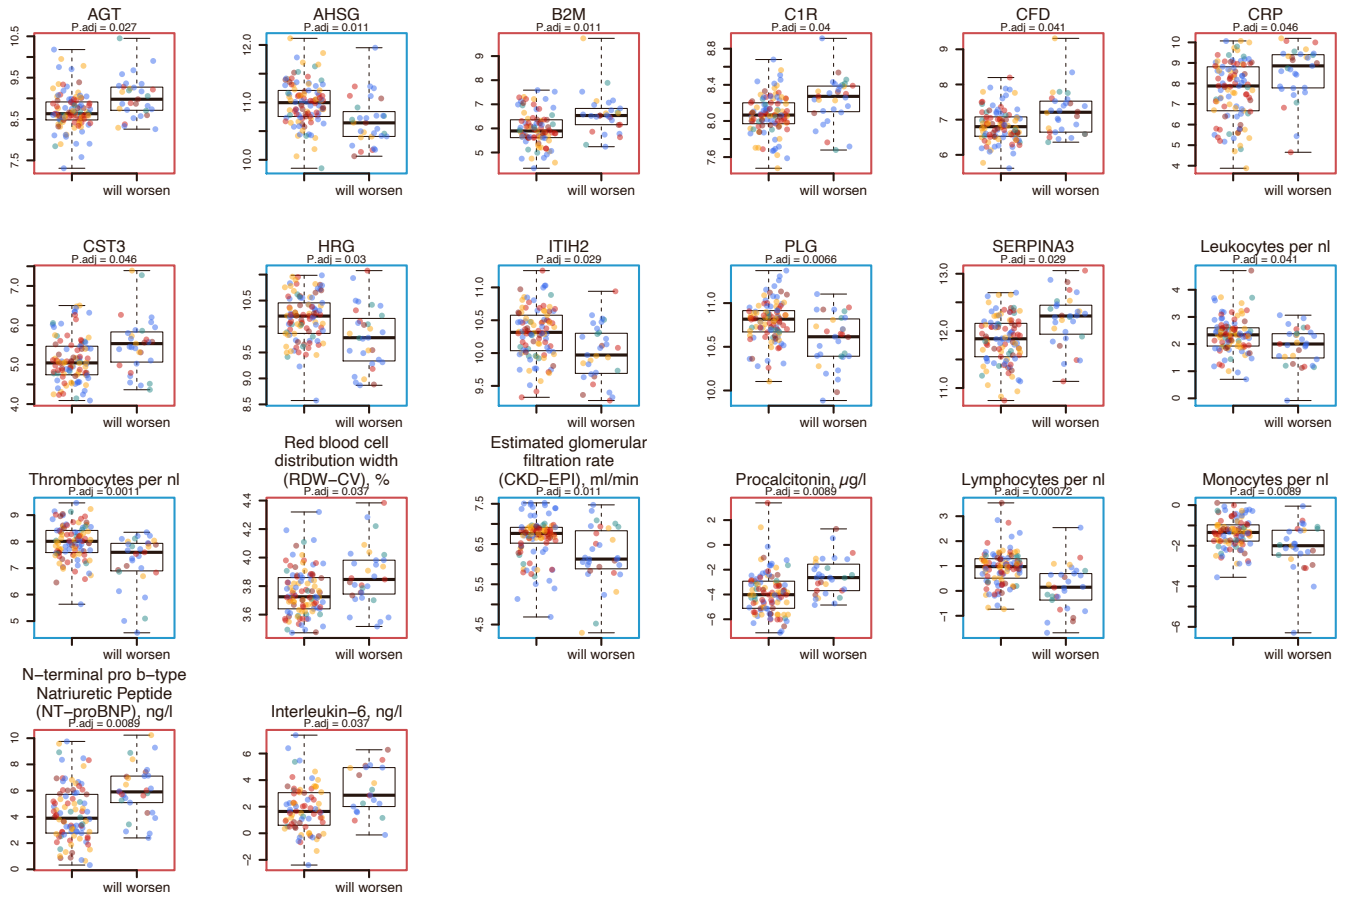 AGT
P.adj = 0.027
10.5
9.5
8.5
7.5
will worsen
AHSG
P.adj = 0.011
12.0
11.0
10.0
will worsen
B2M
P.adj = 0.011
9
8
7
6
5
will worsen
C1R
P.adj = 0.04
8.8
8.4
8.0
7.6
will worsen
CFD
P.adj = 0.041
9
8
7
6
will worsen
CRP
P.adj = 0.046
10
9
8
7
6
5
4
will worsen
CST3
P.adj = 0.046
7.0
6.0
5.0
4.0
will worsen
HRG
P.adj = 0.03
10.5
9.5
9.0
8.5
will worsen
ITIH2
P.adj = 0.029
11.0
10.5
10.0
9.5
will worsen
PLG
P.adj = 0.0066
11.0
10.5
10.0
will worsen
SERPINA3
P.adj = 0.029
13.0
12.0
11.0
will worsen
Leukocytes per nl
P.adj = 0.041
4
3
2
1
0
will worsen
Thrombocytes per nl
P.adj = 0.0011
9
8
7
6
5
will worsen
Red blood cell
distribution width
(RDW−CV), %
P.adj = 0.037
4.4
4.2
4.0
3.8
3.6
will worsen
Estimated glomerular
filtration rate
(CKD−EPI), ml/min
P.adj = 0.011
7.5
6.5
5.5
4.5
will worsen
Procalcitonin, µg/l
P.adj = 0.0089
2
0
−2
−4
−6
will worsen
Lymphocytes per nl
P.adj = 0.00072
3
2
1
0
−1
will worsen
Monocytes per nl
P.adj = 0.0089
0
−2
−4
−6
will worsen
N−terminal pro b−type
Natriuretic Peptide
(NT−proBNP), ng/l
P.adj = 0.0089
10
8
6
4
2
0
will worsen
Interleukin−6, ng/l
P.adj = 0.037
6
4
2
0
−2
will worsen